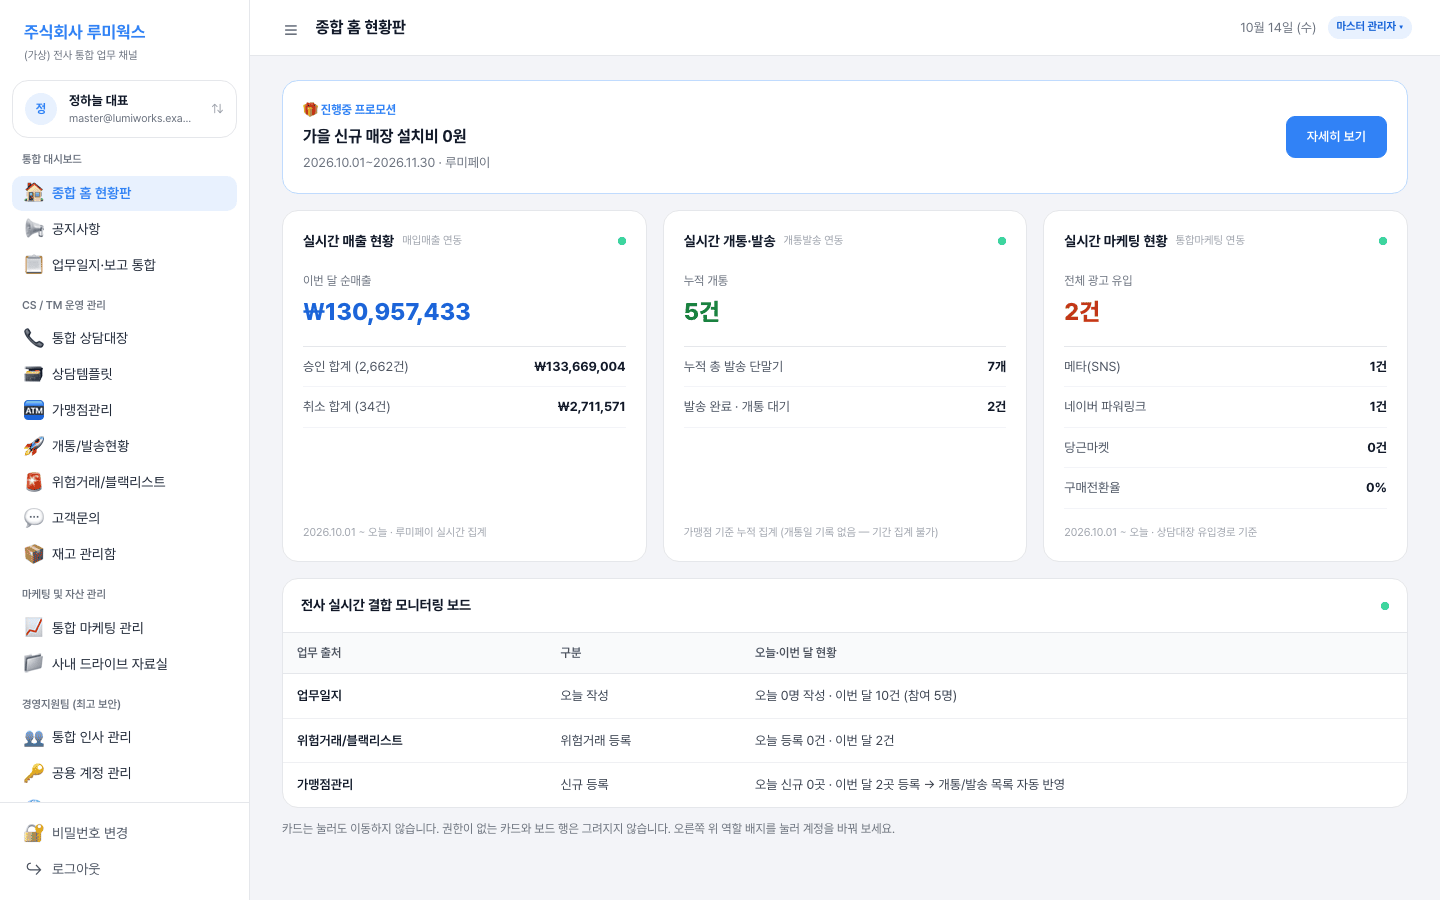 주식회사 루미웍스
(가상) 전사 통합 업무 채널
정
정하늘 대표
master@lumiworks.exa...
통합 대시보드
종합 홈 현황판
공지사항
업무일지·보고 통합
CS / TM 운영 관리
통합 상담대장
상담템플릿
ATM
가맹점관리
개통/발송현황
위험거래/블랙리스트
고객문의
재고 관리함
마케팅 및 자산 관리
통합 마케팅 관리
사내 드라이브 자료실
경영지원팀 (최고 보안)
통합 인사 관리
공용 계정 관리
비밀번호 변경
로그아웃
종합 홈 현황판
10월 14일 (수)
마스터 관리자
진행중 프로모션
가을 신규 매장 설치비 0원
2026.10.01~2026.11.30 · 루미페이
자세히 보기
실시간 매출 현황 매입매출 연동
이번 달 순매출
₩130,957,433
승인 합계 (2,662건) ₩133,669,004
취소 합계 (34건) ₩2,711,571
2026.10.01 ~ 오늘 · 루미페이 실시간 집계
실시간 개통·발송 개통발송 연동
누적 개통
5건
누적 총 발송 단말기 7개
발송 완료 · 개통 대기 2건
가맹점 기준 누적 집계 (개통일 기록 없음 — 기간 집계 불가)
실시간 마케팅 현황 통합마케팅 연동
전체 광고 유입
2건
메타(SNS) 1건
네이버 파워링크 1건
당근마켓 0건
구매전환율 0%
2026.10.01 ~ 오늘 · 상담대장 유입경로 기준
전사 실시간 결합 모니터링 보드
업무 출처 구분 오늘·이번 달 현황
업무일지 오늘 작성 오늘 0명 작성 · 이번 달 10건 (참여 5명)
위험거래/블랙리스트 위험거래 등록 오늘 등록 0건 · 이번 달 2건
가맹점관리 신규 등록 오늘 신규 0곳 · 이번 달 2곳 등록 → 개통/발송 목록 자동 반영
카드는 눌러도 이동하지 않습니다. 권한이 없는 카드와 보드 행은 그려지지 않습니다. 오른쪽 위 역할 배지를 눌러 계정을 바꿔 보세요.